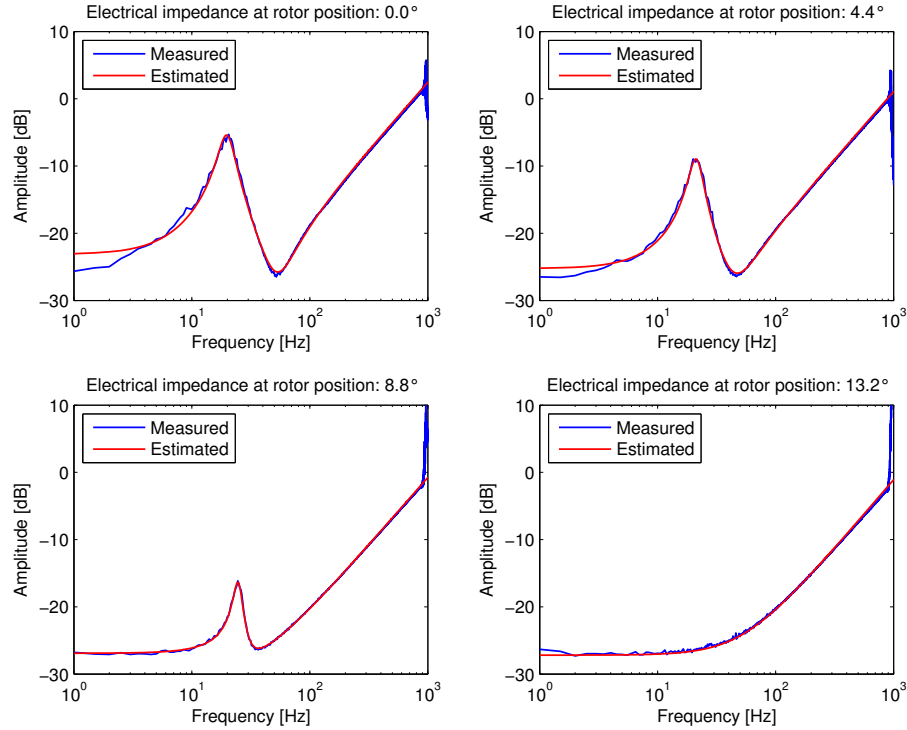 Electrical impedance at rotor position: 0.0°
10
0
−10
−20
−30
Amplitude [dB]
Measured
Estimated
10^0
10^1
10^2
10^3
Frequency [Hz]
Electrical impedance at rotor position: 4.4°
10
0
−10
−20
−30
Amplitude [dB]
Measured
Estimated
10^0
10^1
10^2
10^3
Frequency [Hz]
Electrical impedance at rotor position: 8.8°
10
0
−10
−20
−30
Amplitude [dB]
Measured
Estimated
10^0
10^1
10^2
10^3
Frequency [Hz]
Electrical impedance at rotor position: 13.2°
10
0
−10
−20
−30
Amplitude [dB]
Measured
Estimated
10^0
10^1
10^2
10^3
Frequency [Hz]